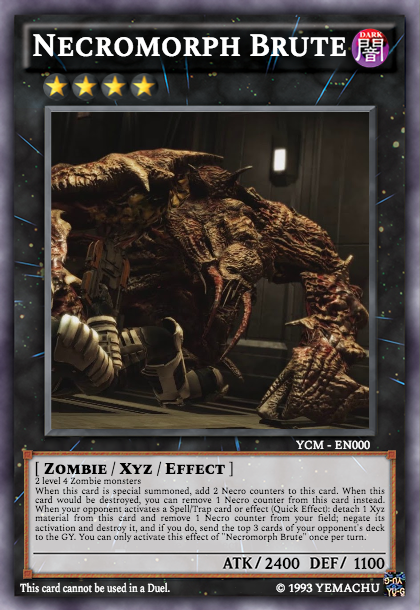 NECROMORPH BRUTE
DARK
闇
YCM - EN000
[ ZOMBIE / XYZ / EFFECT ]
2 level 4 Zombie monsters
When this card is special summoned, add 2 Necro counters to this card. When this
card would be destroyed, you can remove 1 Necro counter from this card instead.
When your opponent activates a Spell/Trap card or effect (Quick Effect): detach 1 Xyz
material from this card and remove 1 Necro counter from your field; negate its
activation and destroy it, and if you do, send the top 3 cards of your opponent's deck
to the GY. You can only activate this effect of "Necromorph Brute" once per turn.
ATK / 2400 DEF / 1100
This card cannot be used in a Duel.
© 1993 YEMACHU